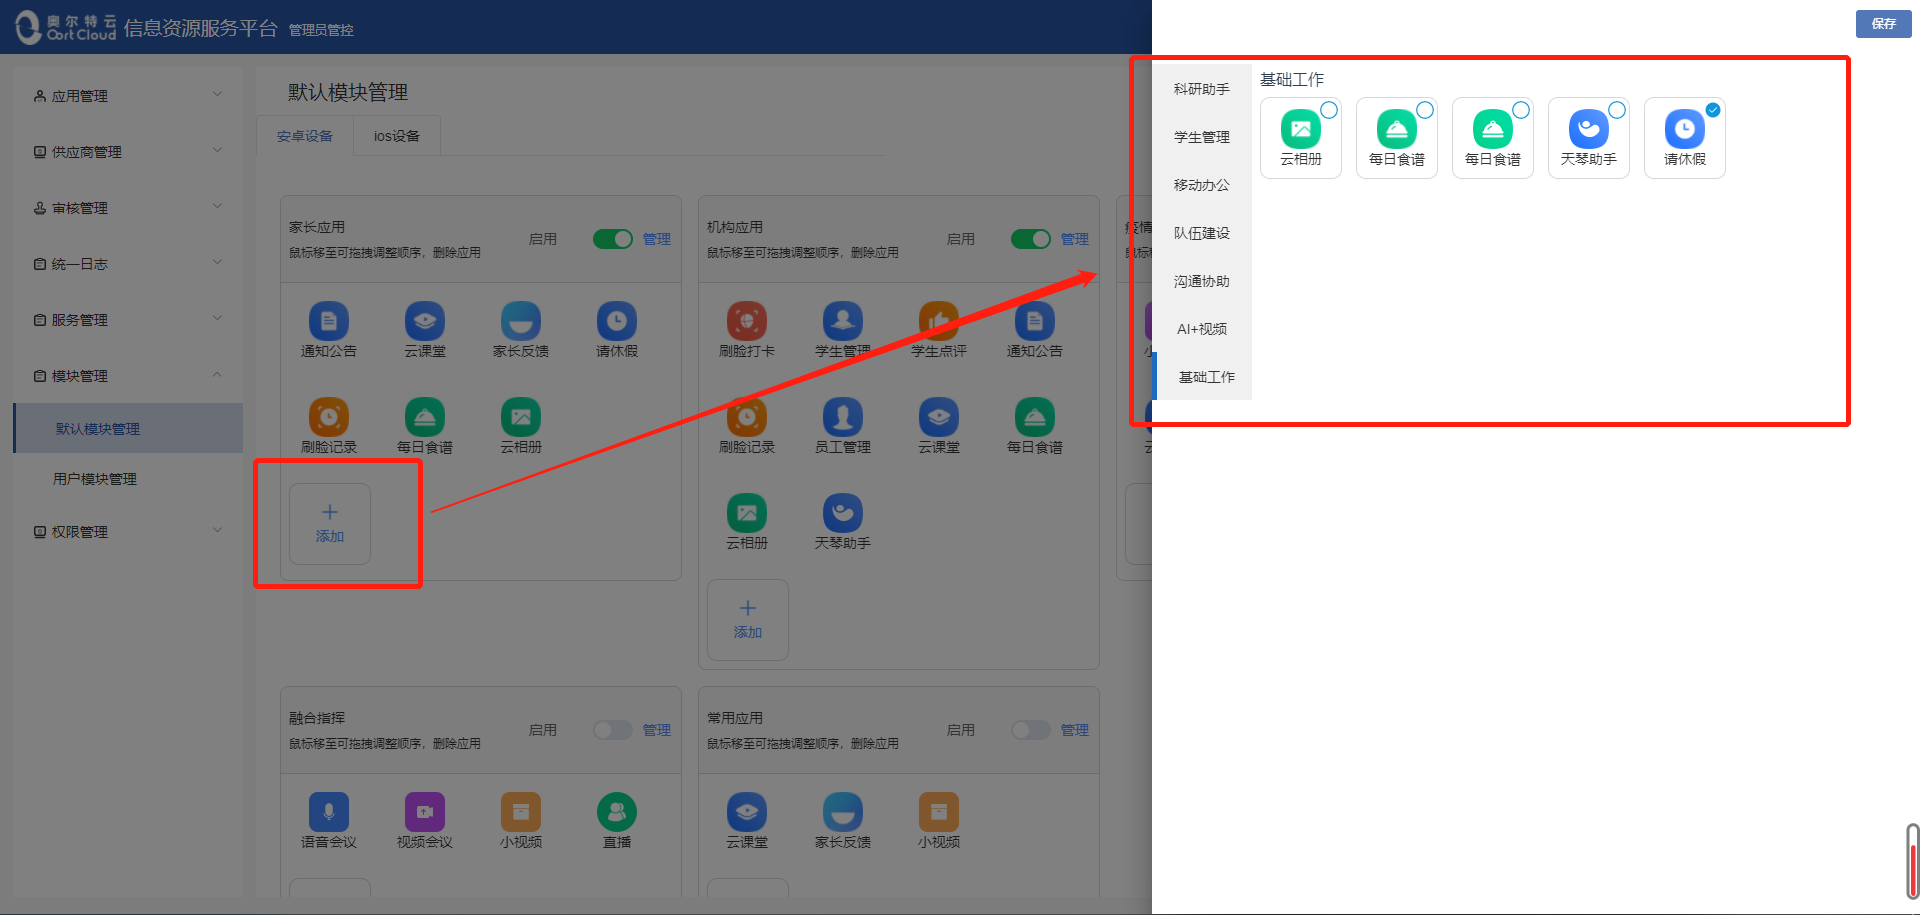 奥尔特云
Oort Cloud
信息资源服务平台 管理员管控
保存
应用管理
供应商管理
审核管理
统一日志
服务管理
模块管理
默认模块管理
用户模块管理
权限管理
默认模块管理
安卓设备
ios设备
家长应用
鼠标移至可拖拽调整顺序，删除应用
启用
管理
通知公告
云课堂
家长反馈
请休假
刷脸记录
每日食谱
云相册
添加
机构应用
鼠标移至可拖拽调整顺序，删除应用
启用
管理
刷脸打卡
学生管理
学生点评
通知公告
刷脸记录
员工管理
云课堂
每日食谱
云相册
天琴助手
添加
疫情
鼠标移
小
云
融合指挥
鼠标移至可拖拽调整顺序，删除应用
启用
管理
语音会议
视频会议
小视频
直播
常用应用
鼠标移至可拖拽调整顺序，删除应用
启用
管理
云课堂
家长反馈
小视频
科研助手
学生管理
移动办公
队伍建设
沟通协助
AI+视频
基础工作
基础工作
云相册
每日食谱
每日食谱
天琴助手
请休假